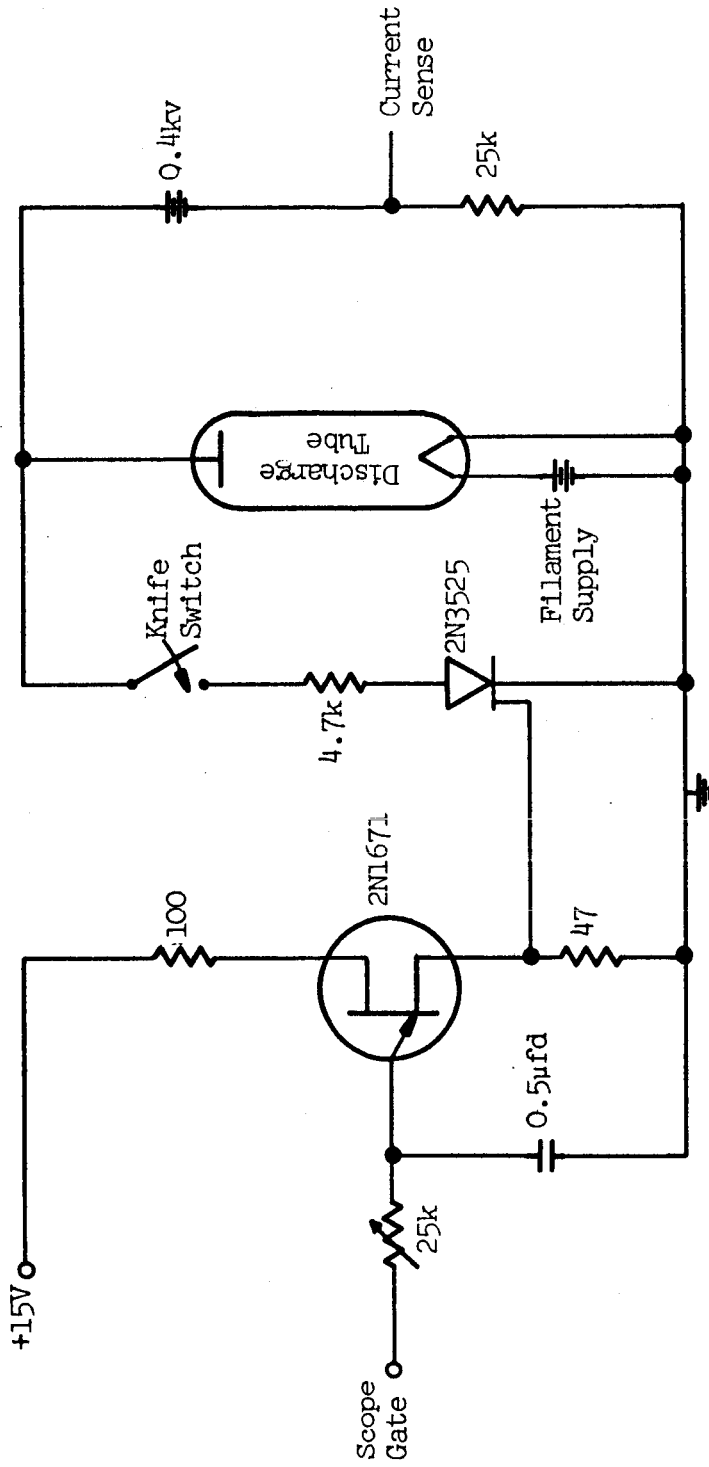 +15V
100
2N1671
Scope
Gate
25k
0.5μfd
47
Knife
Switch
4.7k
2N3525
Discharge
Tube
Filament
Supply
0.4kv
Current
Sense
25k